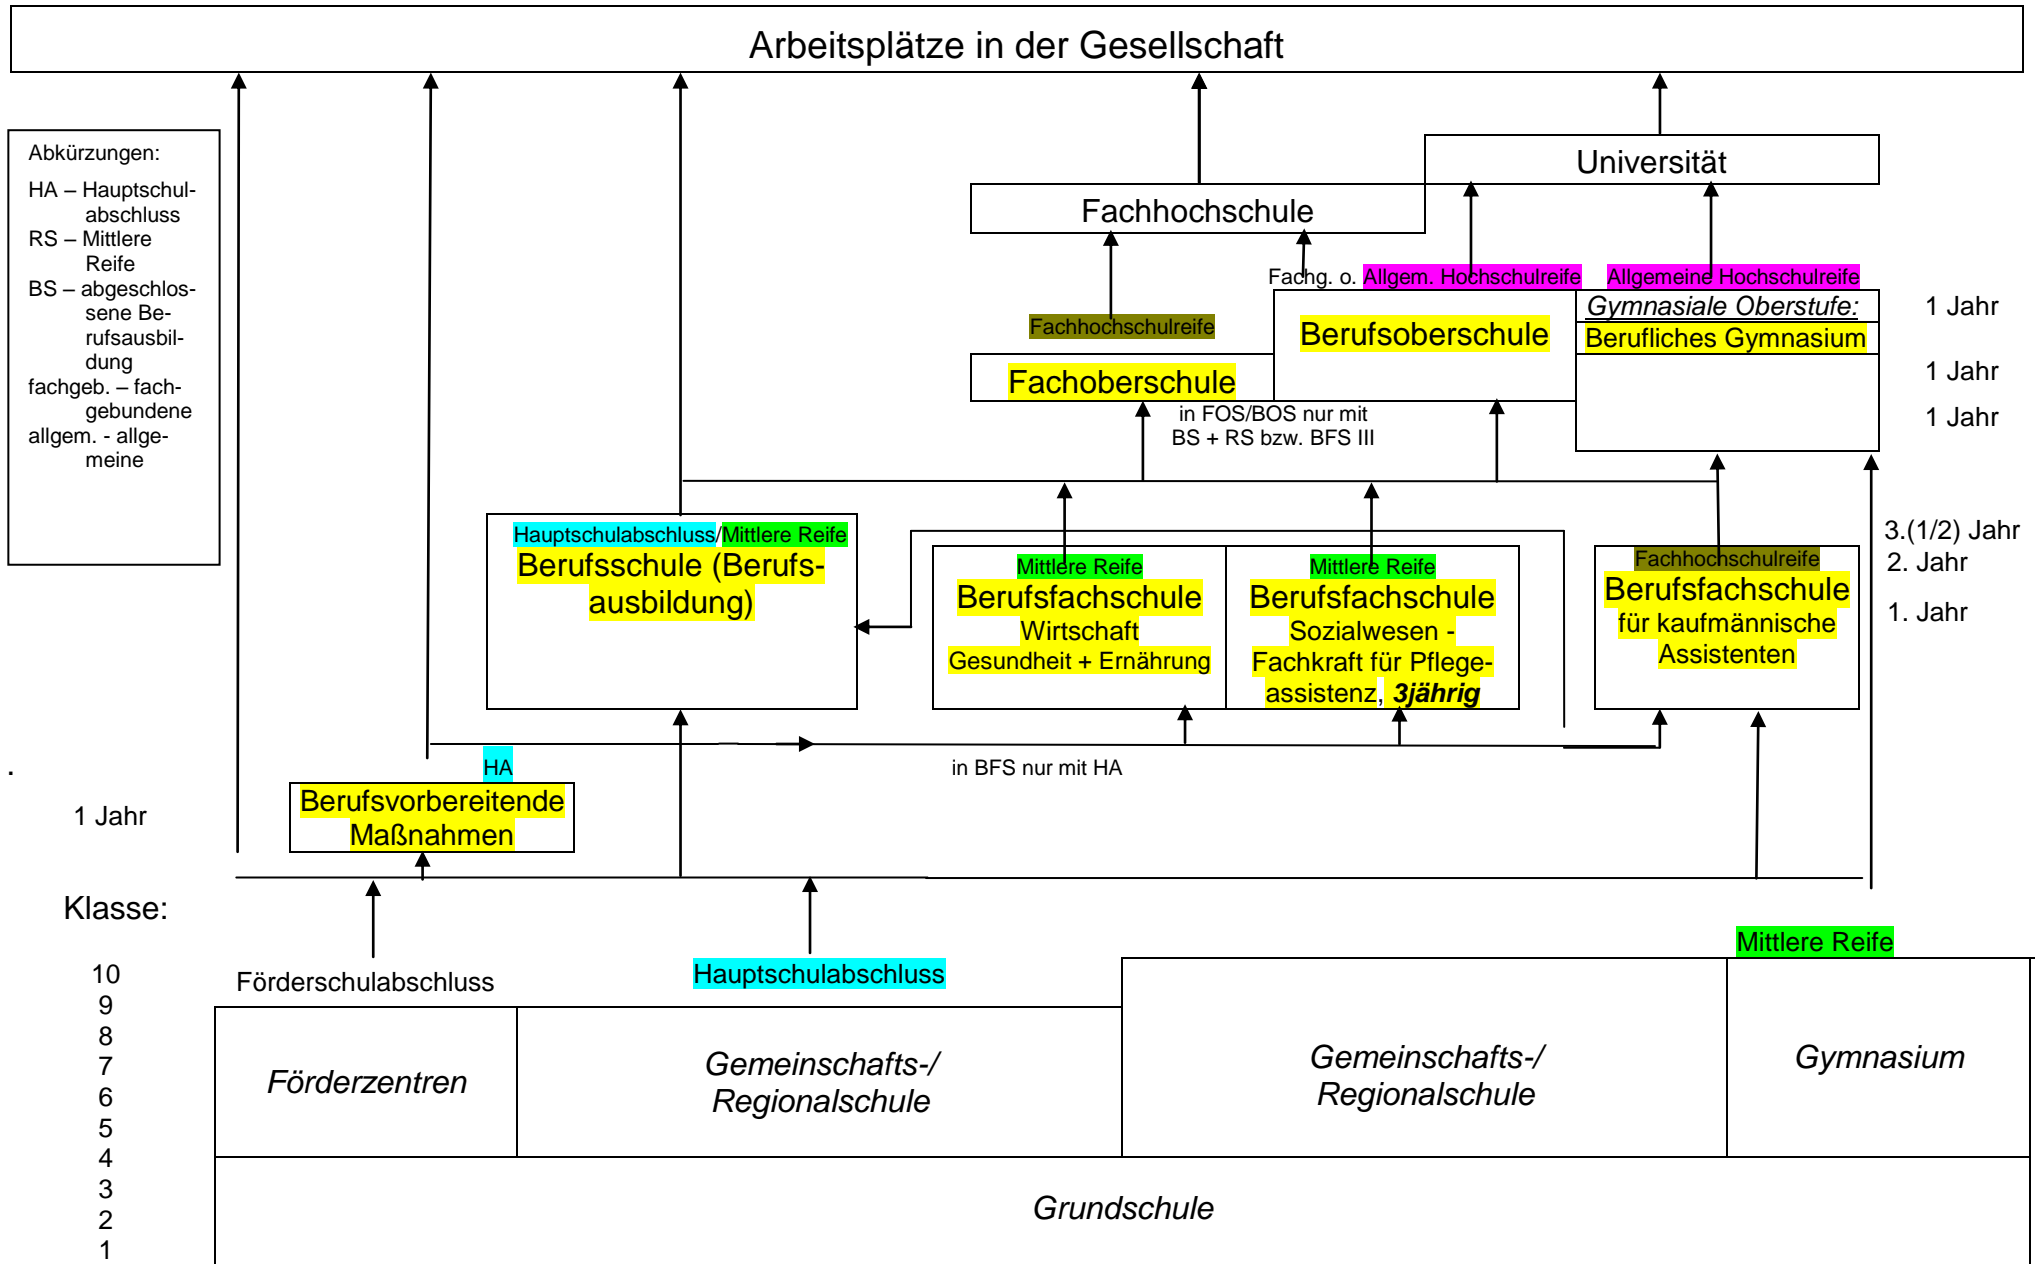 Arbeitsplätze in der Gesellschaft
Abkürzungen:
HA – Hauptschul-
abschluss
RS – Mittlere
Reife
BS – abgeschlos-
sene Be-
rufsausbil-
dung
fachgeb. – fach-
gebundene
allgem. - allge-
meine
Universität
Fachhochschule
Fachg. o. Allgem. Hochschulreife
Allgemeine Hochschulreife
Fachhochschulreife
Berufsoberschule
Gymnasiale Oberstufe:
Berufliches Gymnasium
1 Jahr
Fachoberschule
1 Jahr
in FOS/BOS nur mit
BS + RS bzw. BFS III
1 Jahr
Hauptschulabschluss/Mittlere Reife
Berufsschule (Berufs-
ausbildung)
Mittlere Reife
Berufsfachschule
Wirtschaft
Gesundheit + Ernährung
Mittlere Reife
Berufsfachschule
Sozialwesen -
Fachkraft für Pflege-
assistenz, 3jährig
Fachhochschulreife
Berufsfachschule
für kaufmännische
Assistenten
3.(1/2) Jahr
2. Jahr
1. Jahr
HA
in BFS nur mit HA
.
1 Jahr
Berufsvorbereitende
Maßnahmen
Klasse:
Mittlere Reife
Förderschulabschluss
Hauptschulabschluss
10
9
8
7
6
5
4
3
2
1
Förderzentren
Gemeinschafts-/
Regionalschule
Gemeinschafts-/
Regionalschule
Gymnasium
Grundschule